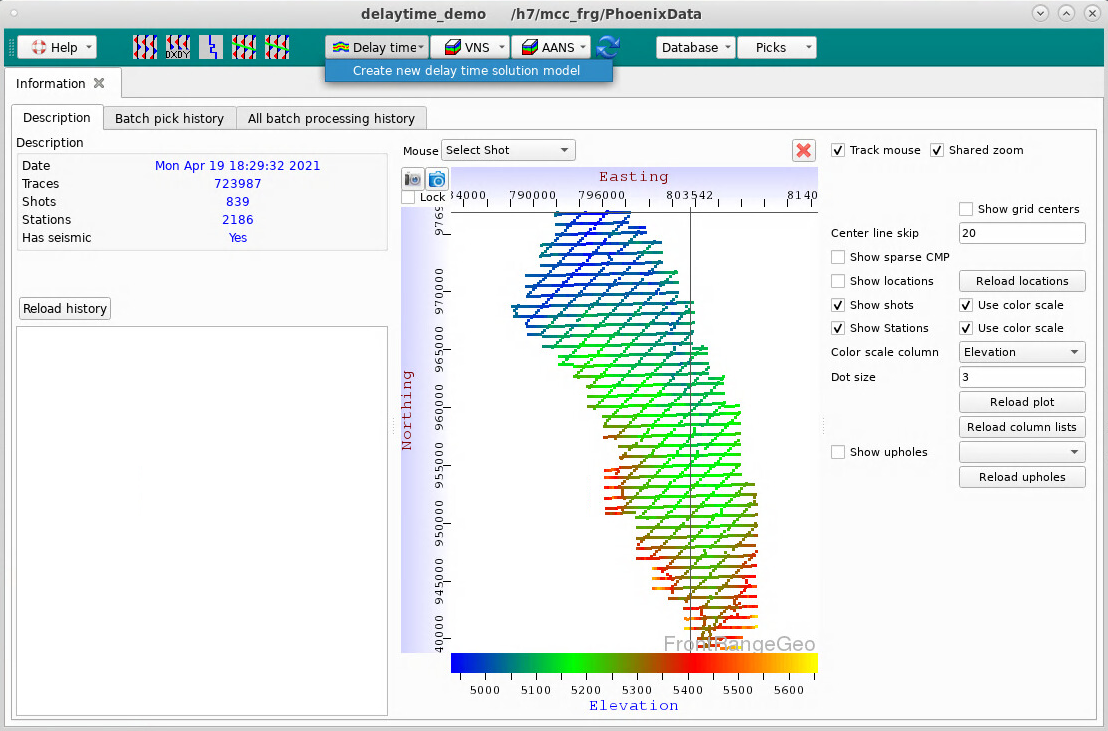 delaytime_demo /h7/mcc_frg/PhoenixData
Help
DXDY
Delay time
VNS
AANS
Database
Picks
Create new delay time solution model
Information
Description
Batch pick history
All batch processing history
Description
Date Mon Apr 19 18:29:32 2021
Traces 723987
Shots 839
Stations 2186
Has seismic Yes
Reload history
Mouse Select Shot
Lock
Easting
34000 790000 796000 803542 8140
Northing
9769
970000
965000
960000
955000
950000
945000
40000
FrontRangeGeo
5000 5100 5200 5300 5400 5500 5600
Elevation
Track mouse
Shared zoom
Show grid centers
Center line skip 20
Show sparse CMP
Show locations Reload locations
Show shots Use color scale
Show Stations Use color scale
Color scale column Elevation
Dot size 3
Reload plot
Reload column lists
Show upholes
Reload upholes